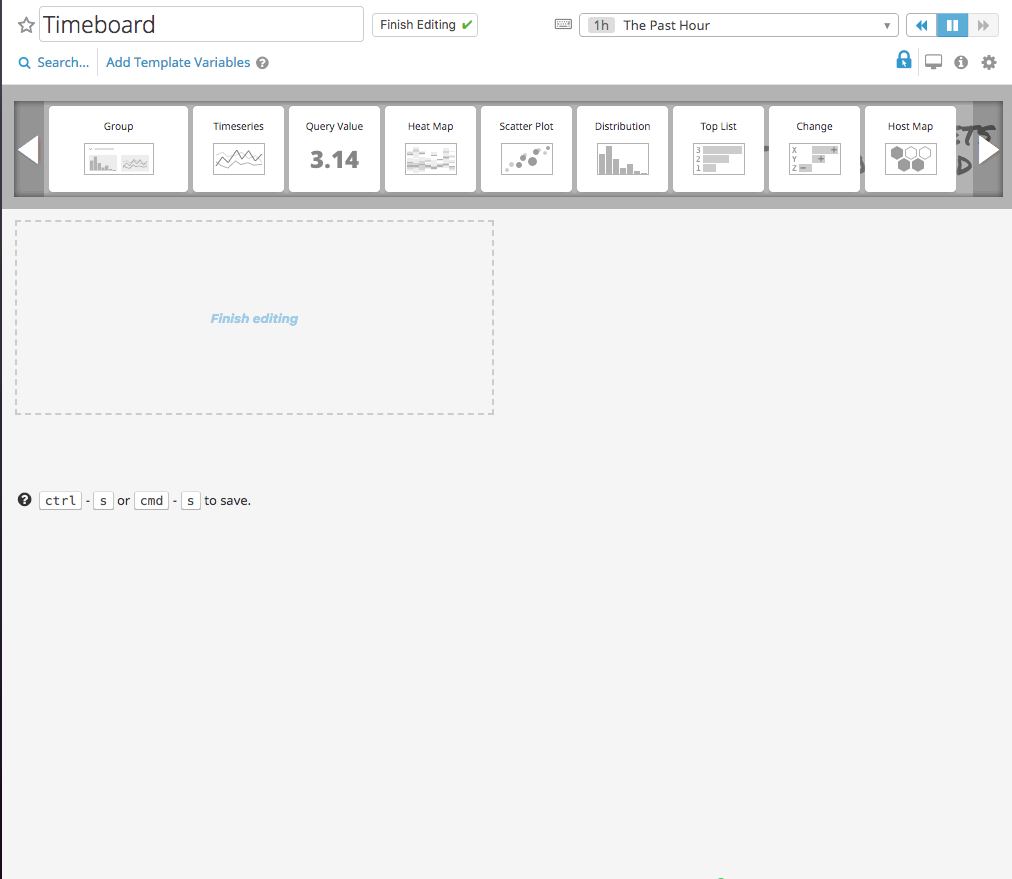 Timeboard
Finish Editing ✔
1h The Past Hour
Search...
Add Template Variables
Group
Timeseries
Query Value
Heat Map
Scatter Plot
Distribution
Top List
Change
Host Map
3.14
3
2
1
X
Y
Z
Finish editing
ctrl - s or cmd - s to save.